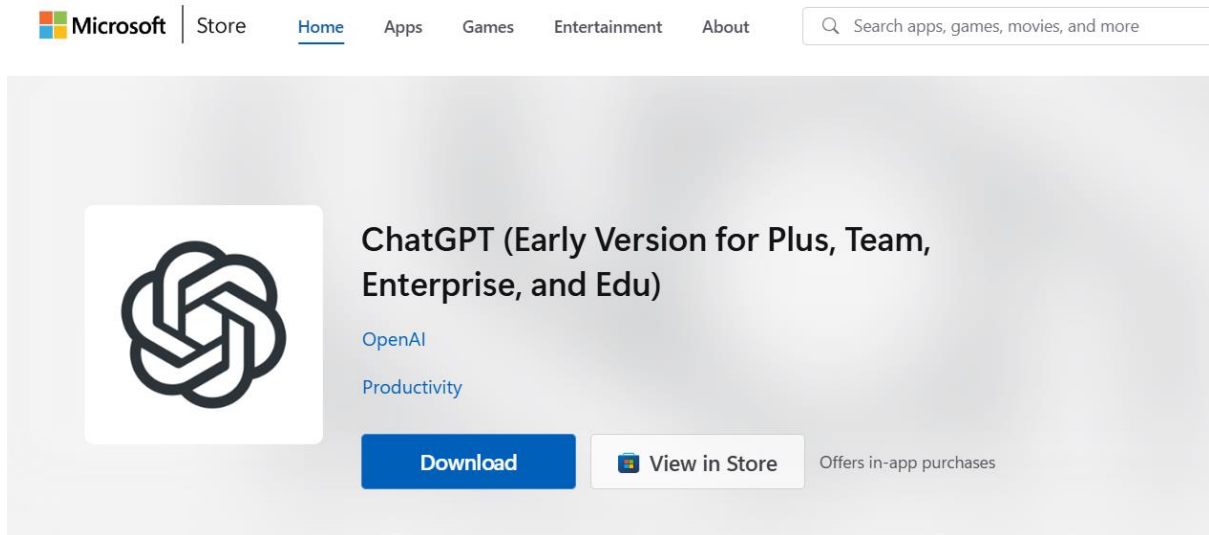 Microsoft Store Home Apps Games Entertainment About Search apps, games, movies, and more
ChatGPT (Early Version for Plus, Team,
Enterprise, and Edu)
OpenAI
Productivity
Download View in Store Offers in-app purchases